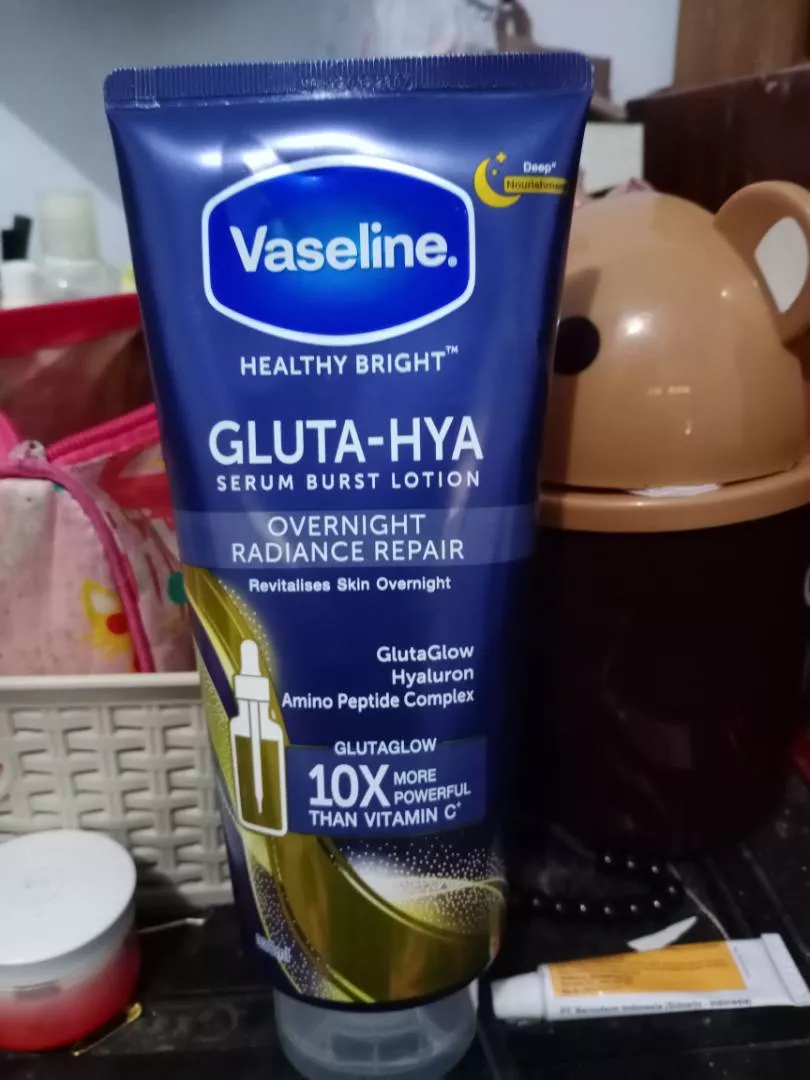 Deep*
Nourishment
Vaseline.
HEALTHY BRIGHT™
GLUTA-HYA
SERUM BURST LOTION
OVERNIGHT
RADIANCE REPAIR
Revitalises Skin Overnight
GlutaGlow
Hyaluron
Amino Peptide Complex
GLUTAGLOW
10X MORE
POWERFUL
THAN VITAMIN C*